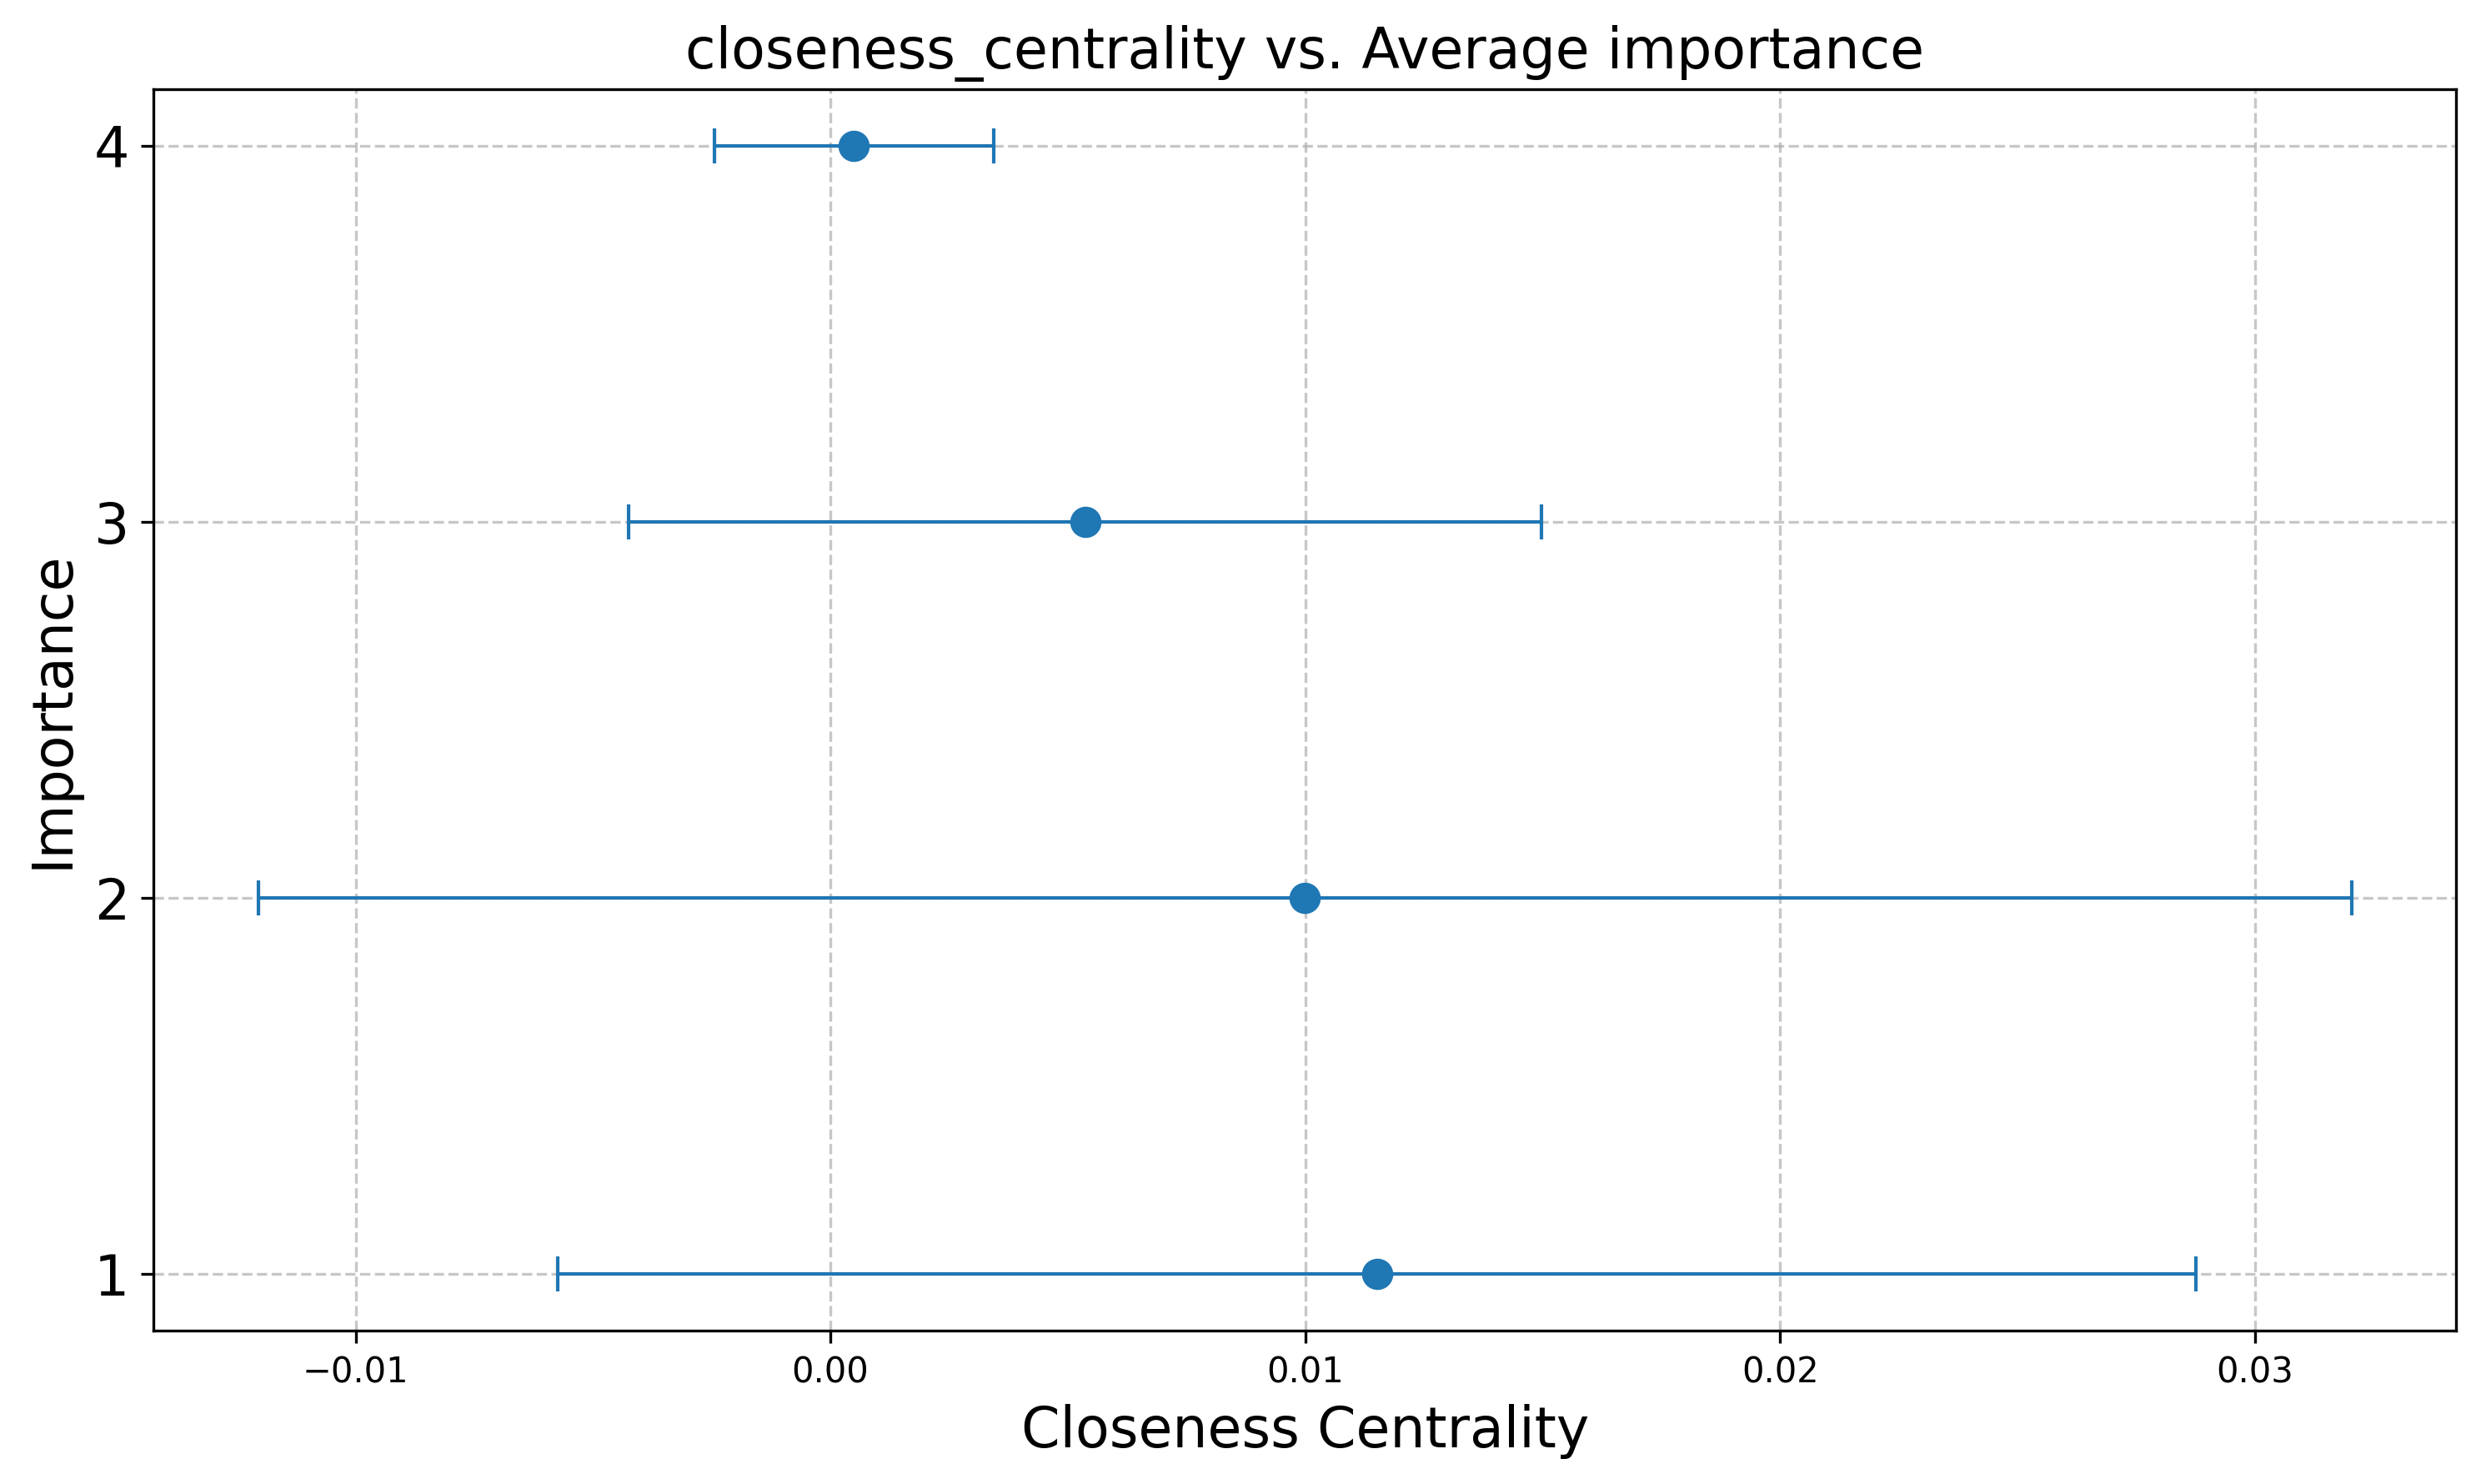 closeness_centrality vs. Average importance
4
3
2
1
Importance
−0.01 0.00 0.01 0.02 0.03
Closeness Centrality